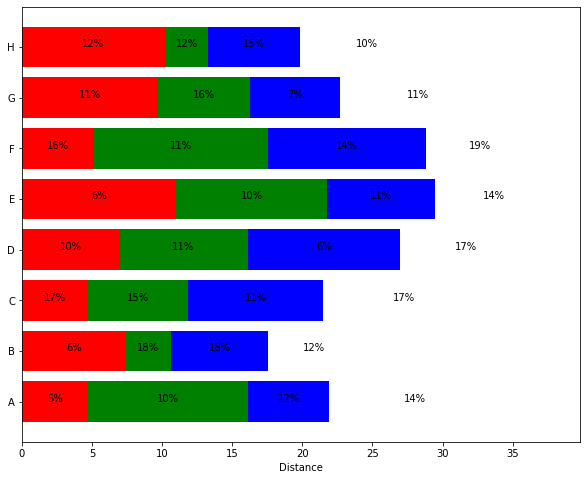 H 12% 12% 15% 10%
G 11% 16% 7% 11%
F 16% 11% 14% 19%
E 6% 10% 11% 14%
D 10% 11% 6% 17%
C 17% 15% 11% 17%
B 6% 18% 18% 12%
A 5% 10% 12% 14%
0 5 10 15 20 25 30 35
Distance